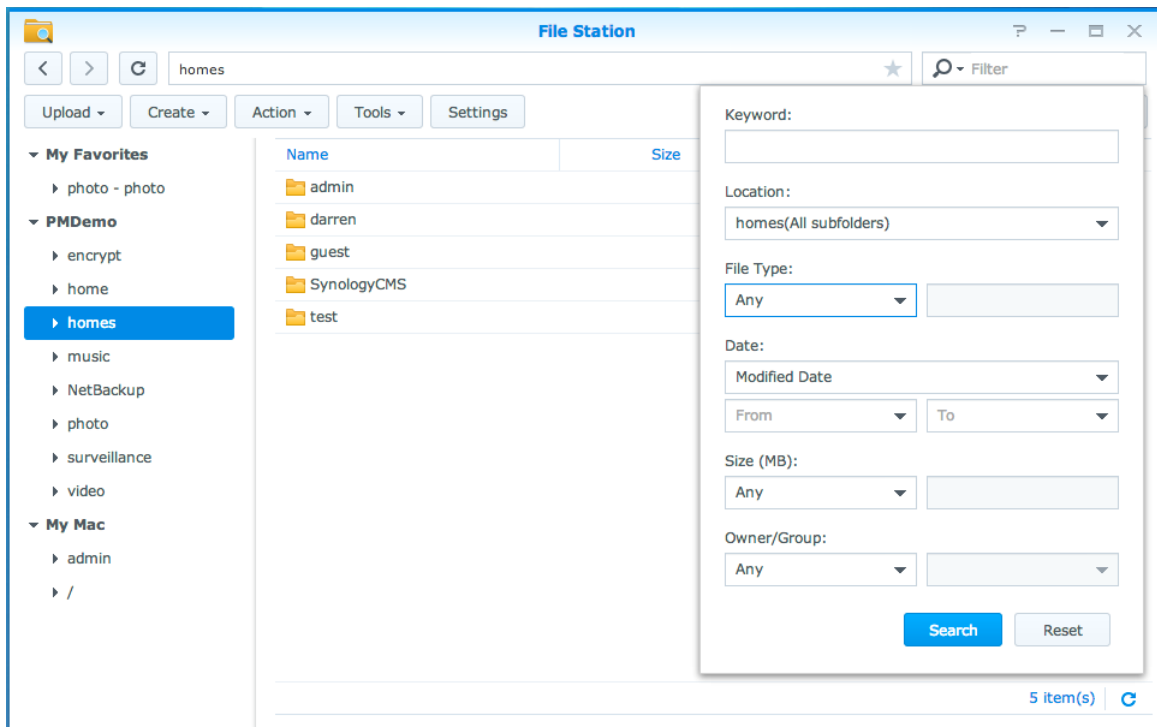 File Station
homes
Filter
Upload Create Action Tools Settings
My Favorites
photo - photo
PMDemo
encrypt
home
homes
music
NetBackup
photo
surveillance
video
My Mac
admin
/
Name Size
admin
darren
guest
SynologyCMS
test
Keyword:
Location:
homes(All subfolders)
File Type:
Any
Date:
Modified Date
From To
Size (MB):
Any
Owner/Group:
Any
Search Reset
5 item(s)